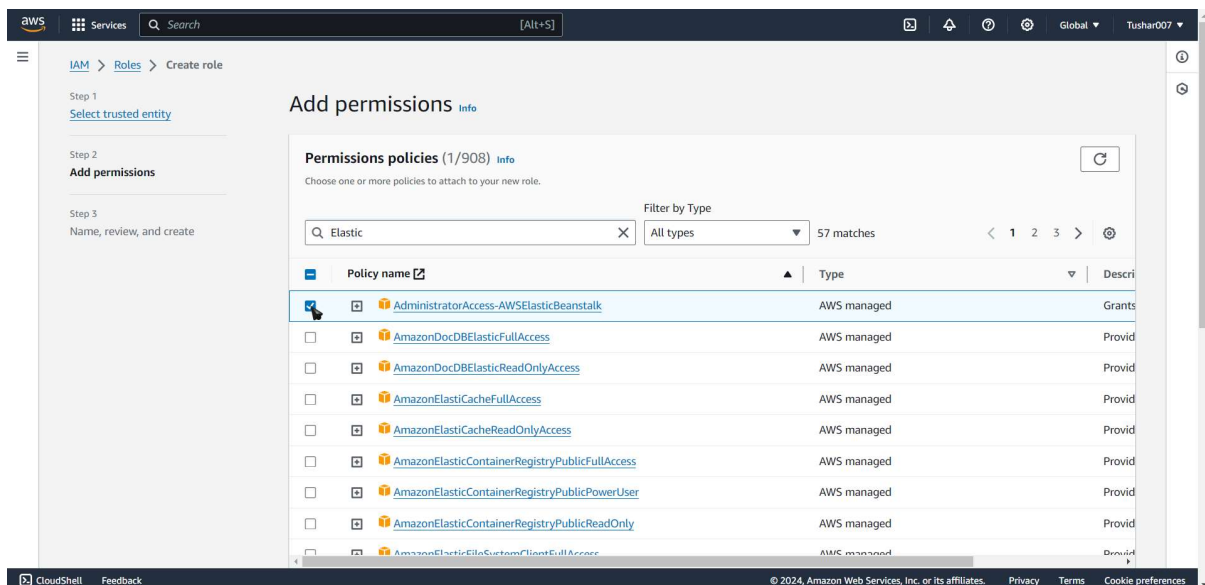 aws Services Search [Alt+S] Global Tushar007
IAM > Roles > Create role
Step 1
Select trusted entity
Step 2
Add permissions
Step 3
Name, review, and create
Add permissions Info
Permissions policies (1/908) Info
Choose one or more policies to attach to your new role.
Filter by Type
Elastic All types 57 matches 1 2 3
Policy name Type Descri
AdministratorAccess-AWSElasticBeanstalk AWS managed Grants
AmazonDocDBElasticFullAccess AWS managed Provid
AmazonDocDBElasticReadOnlyAccess AWS managed Provid
AmazonElastiCacheFullAccess AWS managed Provid
AmazonElastiCacheReadOnlyAccess AWS managed Provid
AmazonElasticContainerRegistryPublicFullAccess AWS managed Provid
AmazonElasticContainerRegistryPublicPowerUser AWS managed Provid
AmazonElasticContainerRegistryPublicReadOnly AWS managed Provid
AmazonElasticFileSystemClientFullAccess AWS managed Provid
CloudShell Feedback © 2024, Amazon Web Services, Inc. or its affiliates. Privacy Terms Cookie preferences